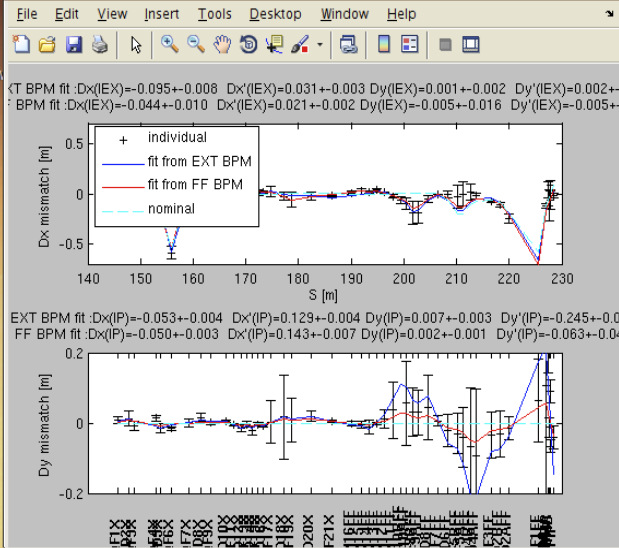 File Edit View Insert Tools Desktop Window Help
XT BPM fit :Dx(IEX)=-0.095+-0.008 Dx'(IEX)=0.031+-0.003 Dy(IEX)=0.001+-0.002 Dy'(IEX)=0.002+-
F BPM fit :Dx(IEX)=-0.044+-0.010 Dx'(IEX)=0.021+-0.002 Dy(IEX)=-0.005+-0.016 Dy'(IEX)=-0.005+-
individual
fit from EXT BPM
fit from FF BPM
nominal
Dx mismatch [m]
0.5
0
-0.5
140 150 160 170 180 190 200 210 220 230
S [m]
EXT BPM fit :Dx(IP)=-0.053+-0.004 Dx'(IP)=0.129+-0.004 Dy(IP)=0.007+-0.003 Dy'(IP)=-0.245+-0.0
FF BPM fit :Dx(IP)=-0.050+-0.003 Dx'(IP)=0.143+-0.007 Dy(IP)=0.002+-0.001 Dy'(IP)=-0.063+-0.04
Dy mismatch [m]
0.2
0
-0.2